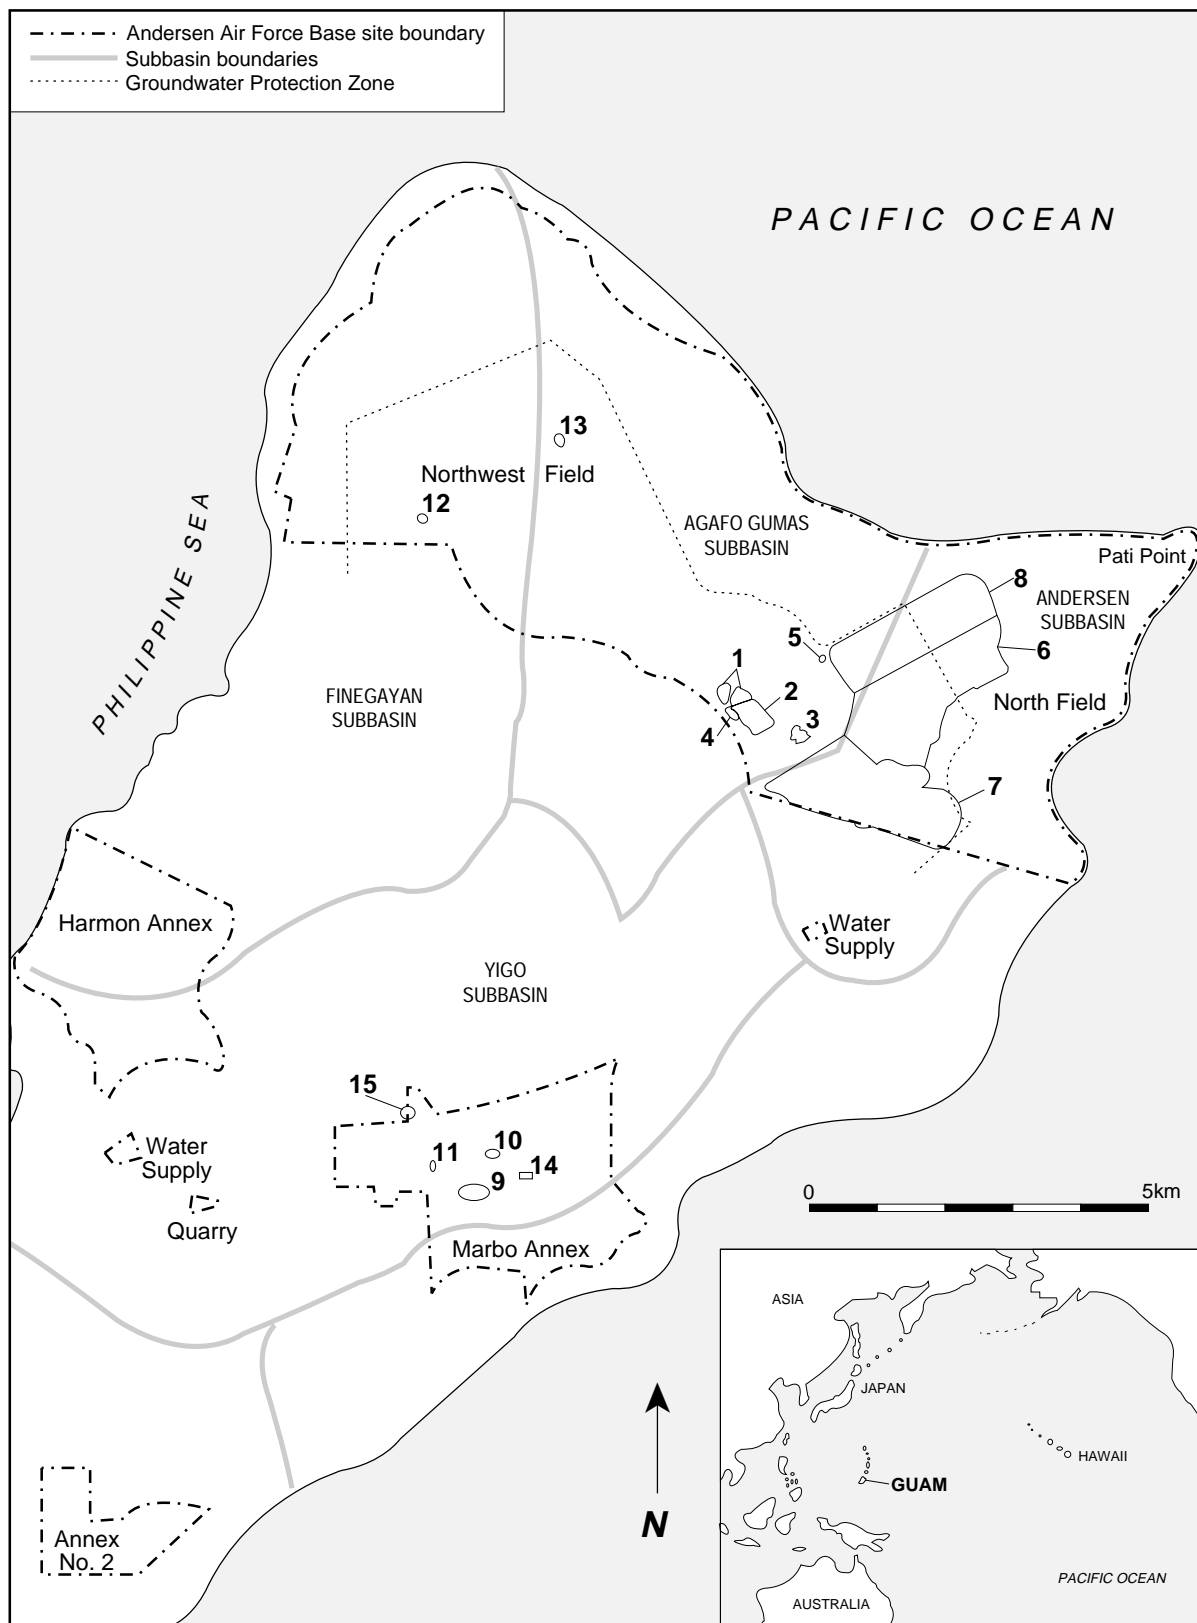 Andersen Air Force Base site boundary
Subbasin boundaries
Groundwater Protection Zone
PACIFIC OCEAN
13
Northwest Field
12
PHILIPPINE SEA
AGAFO GUMAS
SUBBASIN
Pati Point
8
ANDERSEN
SUBBASIN
5
6
1
2
FINEGAYAN
SUBBASIN
North Field
3
4
7
Harmon Annex
Water
Supply
YIGO
SUBBASIN
15
10
11
14
9
Water
Supply
Quarry
Marbo Annex
0
5km
ASIA
JAPAN
HAWAII
GUAM
N
Annex
No. 2
PACIFIC OCEAN
AUSTRALIA